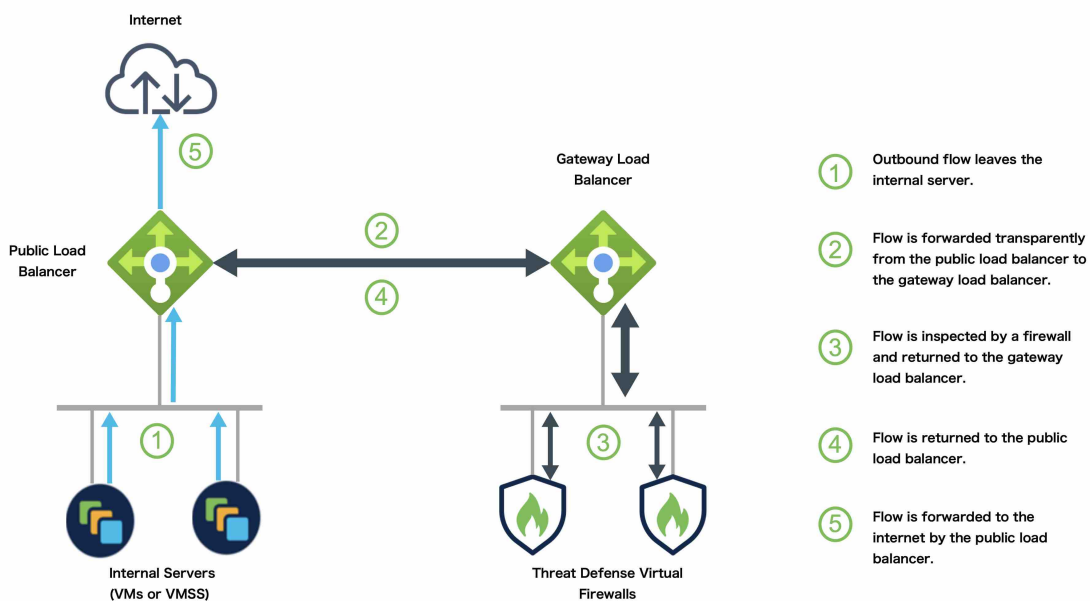 Internet
5
Gateway Load
Balancer
Public Load
Balancer
2
4
1
3
Internal Servers
(VMs or VMSS)
Threat Defense Virtual
Firewalls
1
Outbound flow leaves the
internal server.
2
Flow is forwarded transparently
from the public load balancer to
the gateway load balancer.
3
Flow is inspected by a firewall
and returned to the gateway
load balancer.
4
Flow is returned to the public
load balancer.
5
Flow is forwarded to the
internet by the public load
balancer.